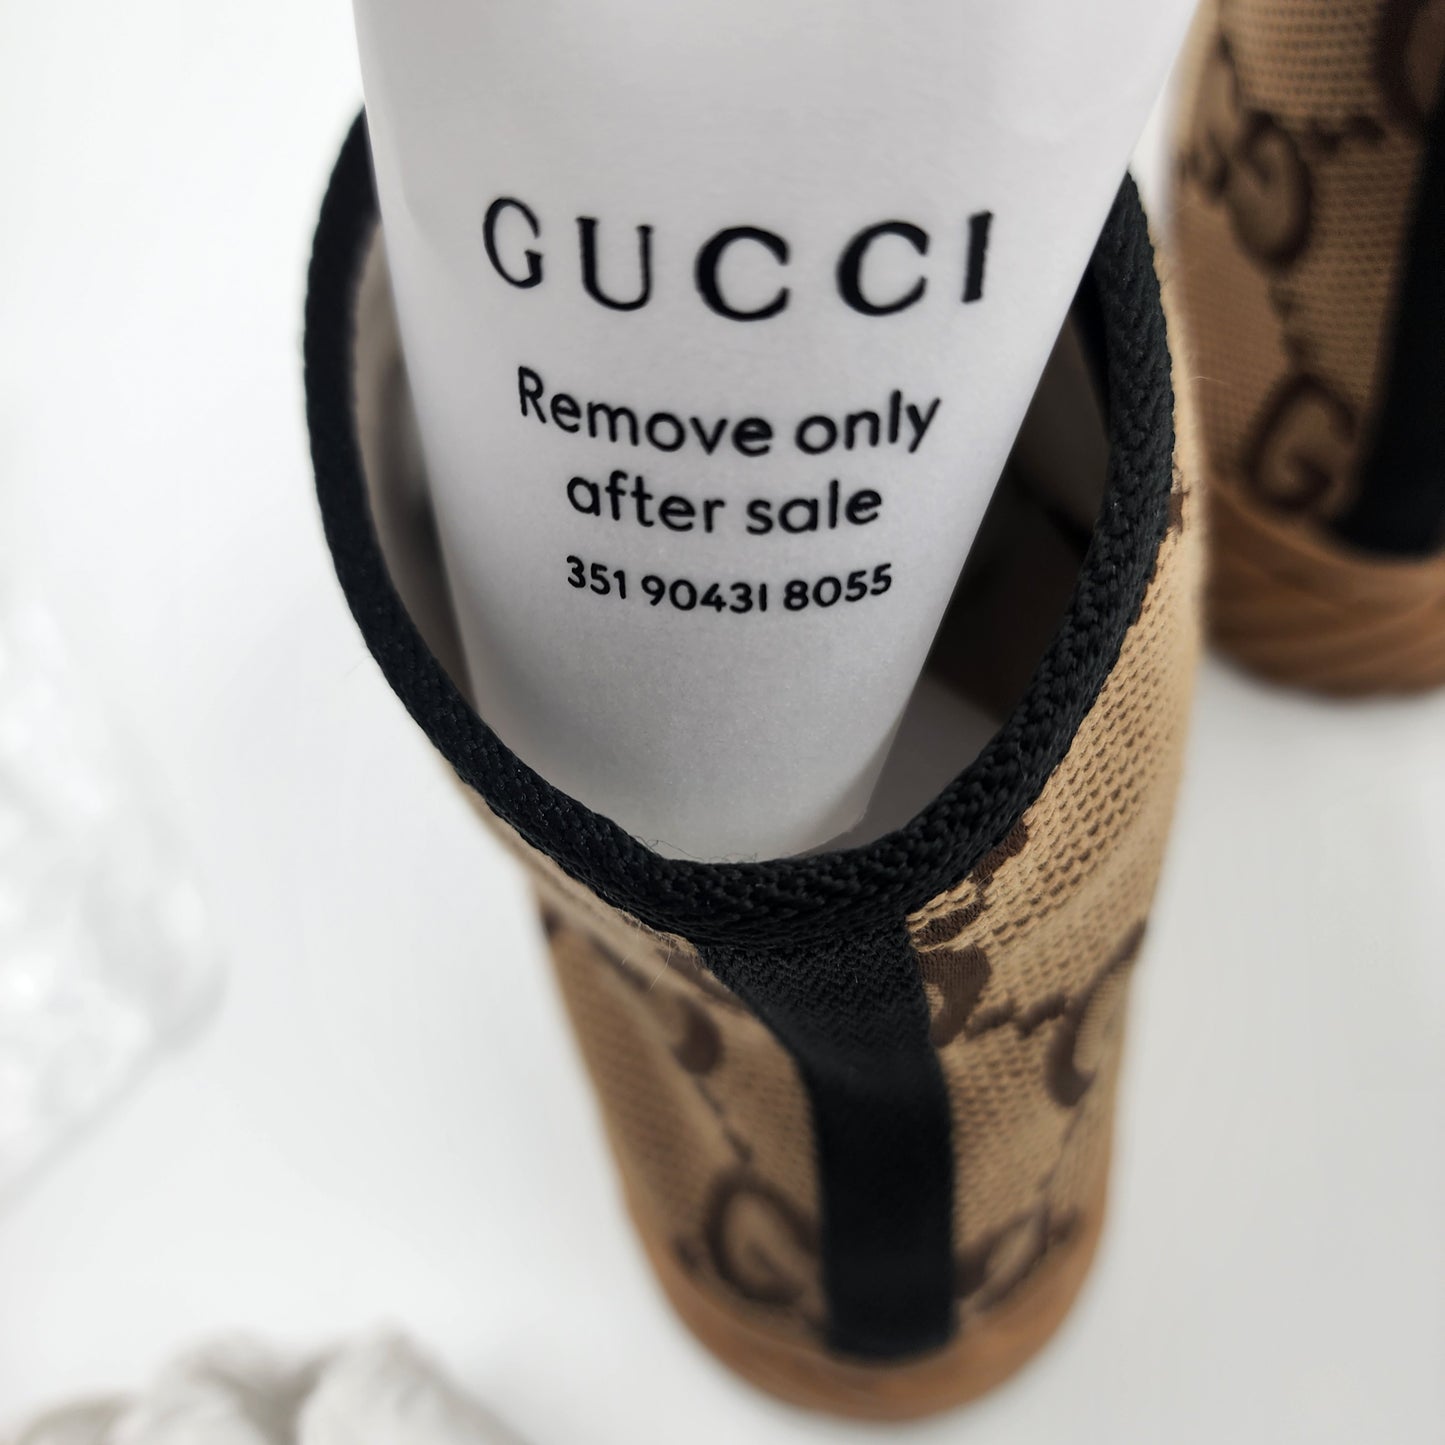 GUCCI
Remove only
after sale
351 90431 8055